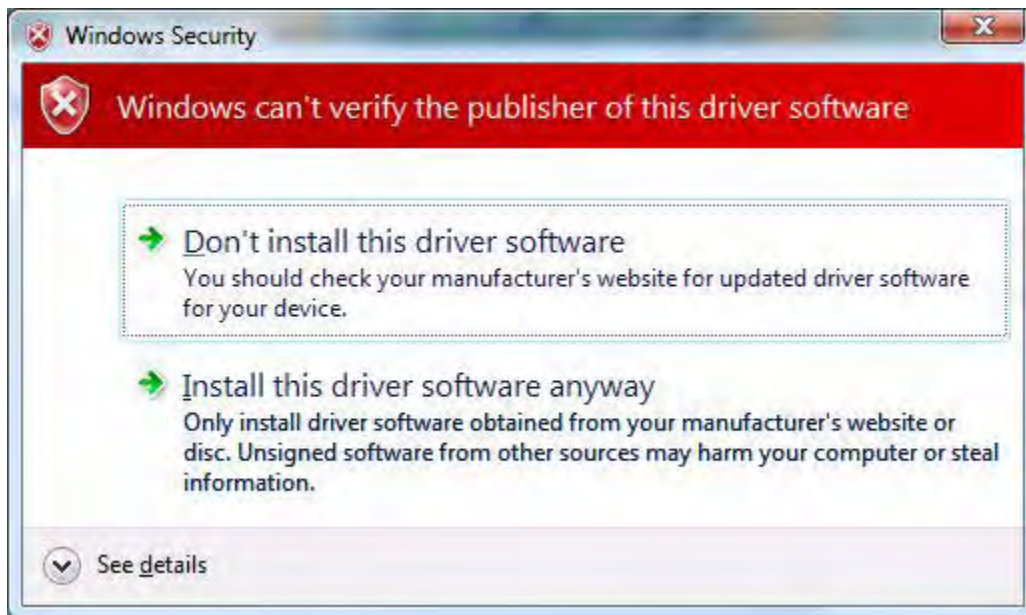 Windows Security
Windows can't verify the publisher of this driver software
Don't install this driver software
You should check your manufacturer's website for updated driver software
for your device.
Install this driver software anyway
Only install driver software obtained from your manufacturer's website or
disc. Unsigned software from other sources may harm your computer or steal
information.
See details